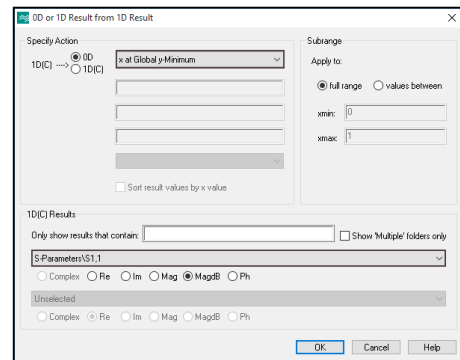 0D or 1D Result from 1D Result
Specify Action
1D(C) ----> 0D
1D(C)
x at Global y-Minimum
Sort result values by x value
Subrange
Apply to:
full range values between
xmin: 0
xmax: 1
1D(C) Results
Only show results that contain: Show 'Multiple' folders only
S-Parameters\S1,1
Complex Re Im Mag MagdB Ph
Unselected
Complex Re Im Mag MagdB Ph
OK Cancel Help